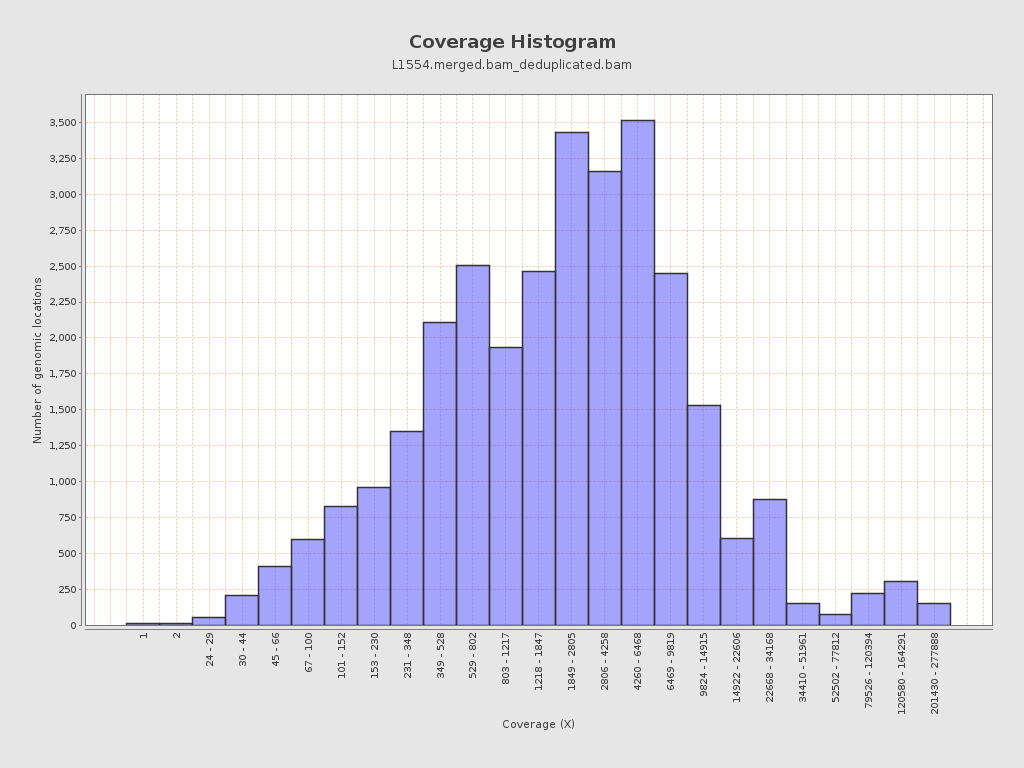 Coverage Histogram
L1554.merged.bam_deduplicated.bam
Number of genomic locations
3,500
3,250
3,000
2,750
2,500
2,250
2,000
1,750
1,500
1,250
1,000
750
500
250
0
1
2
24 - 29
30 - 44
45 - 66
67 - 100
101 - 152
153 - 230
231 - 348
349 - 528
529 - 802
803 - 1217
1218 - 1847
1849 - 2805
2806 - 4258
4260 - 6468
6469 - 9819
9824 - 14915
14922 - 22606
22668 - 34168
34410 - 51961
52502 - 77812
79526 - 120394
120580 - 164291
201430 - 277868
Coverage (X)